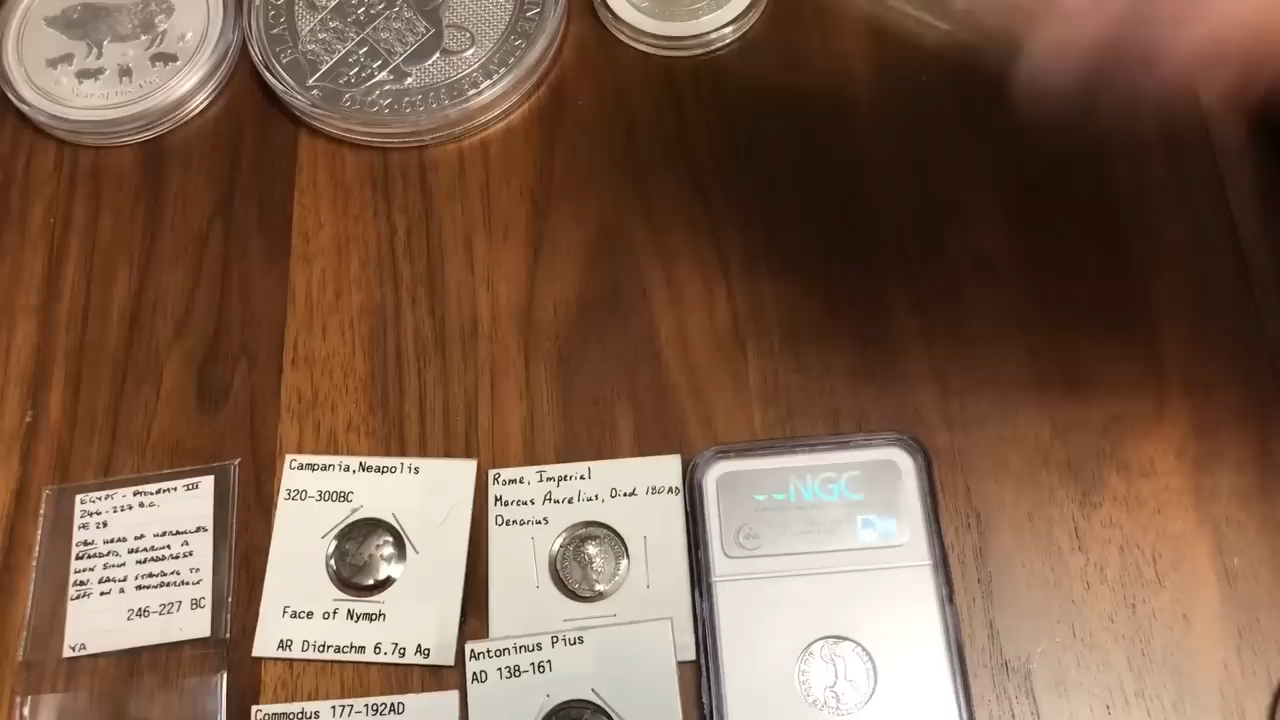 Year of the Pig
10oz 9999
EGYPT - PTOLEMY III
246-227 B.C.
AE 28
OBV. HEAD OF HERACLES
BEARDED, WEARING A
LION SKIN HEADDRESS
REV. EAGLE STANDING TO
LEFT ON A THUNDERBOLT
246-227 BC
Campania,Neapolis
320-300BC
Face of Nymph
AR Didrachm 6.7g Ag
Rome, Imperial
Marcus Aurelius, Died 180AD
Denarius
Antoninus Pius
AD 138-161
Commodus 177-192AD
NGC